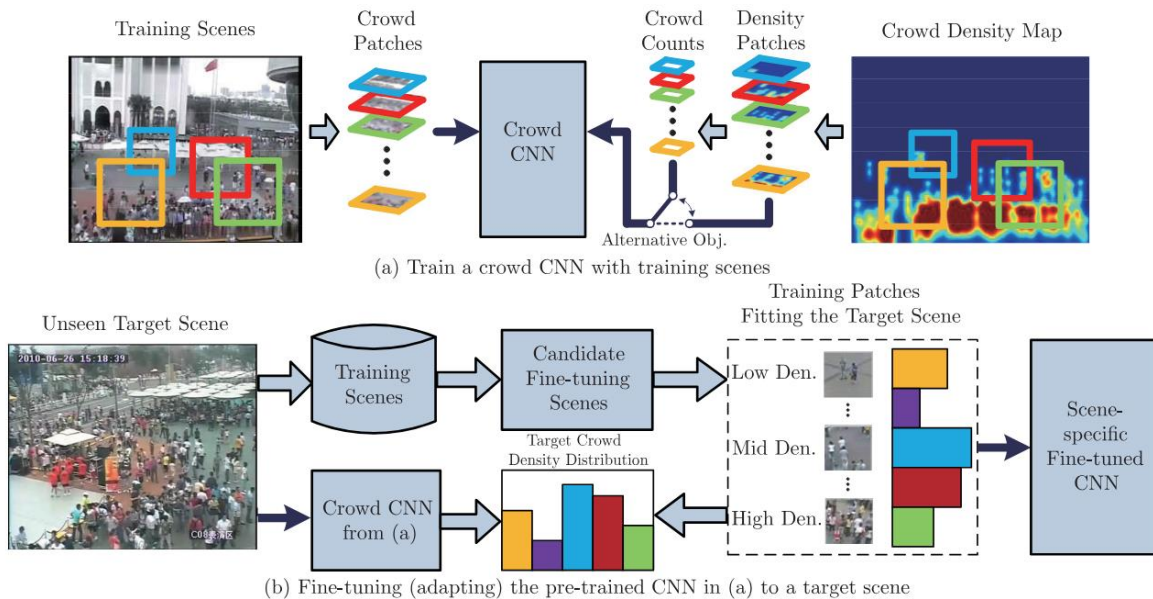 Training Scenes
Crowd
Patches
Crowd
Counts
Density
Patches
Crowd Density Map
Crowd
CNN
Alternative Obj.
(a) Train a crowd CNN with training scenes
Unseen Target Scene
2010-06-26 15:18:39
Training
Scenes
Candidate
Fine-tuning
Scenes
Training Patches
Fitting the Target Scene
Low Den.
Mid Den.
High Den.
Scene-
specific
Fine-tuned
CNN
Target Crowd
Density Distribution
Crowd CNN
from (a)
(b) Fine-tuning (adapting) the pre-trained CNN in (a) to a target scene